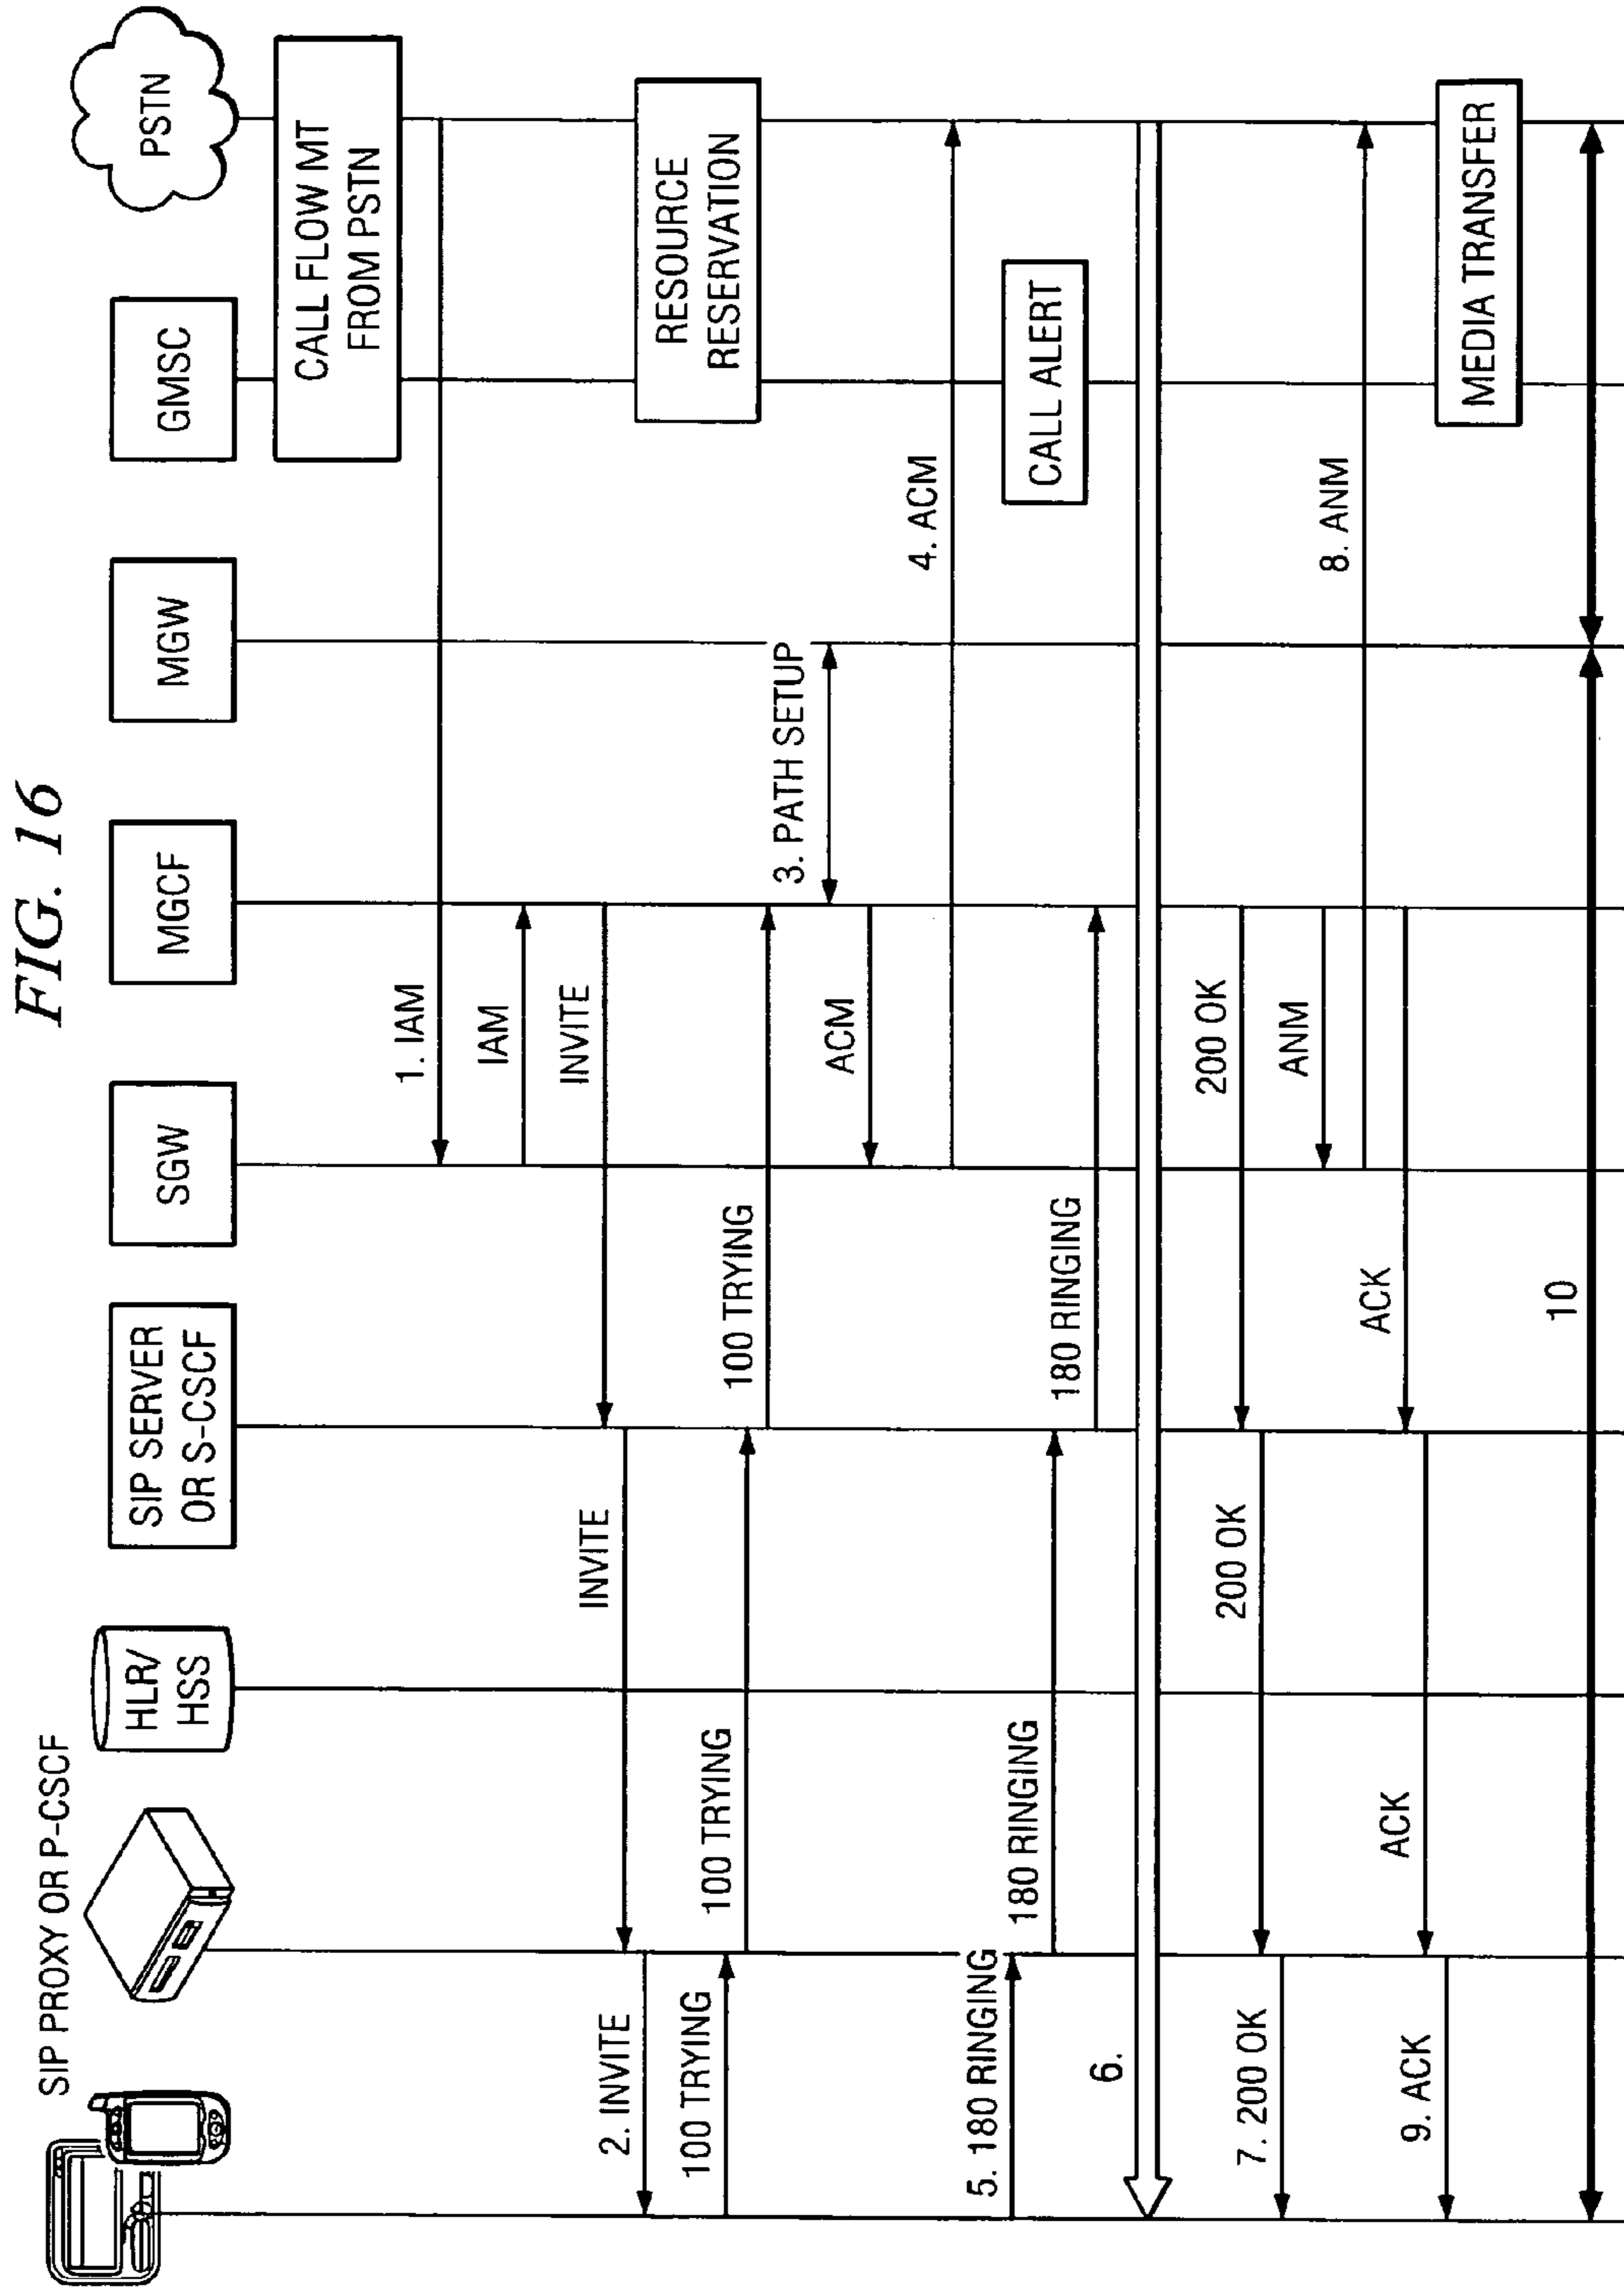 FIG. 16
SIP PROXY OR P-CSCF
HLR/
HSS
SIP SERVER
OR S-CSCF
SGW
MGCF
MGW
GMSC
PSTN
CALL FLOW MT
FROM PSTN
1. IAM
IAM
INVITE
INVITE
2. INVITE
RESOURCE
RESERVATION
100 TRYING
100 TRYING
100 TRYING
3. PATH SETUP
ACM
4. ACM
CALL ALERT
5. 180 RINGING
180 RINGING
180 RINGING
6.
200 OK
200 OK
7. 200 OK
ANM
8. ANM
ACK
ACK
9. ACK
MEDIA TRANSFER
10